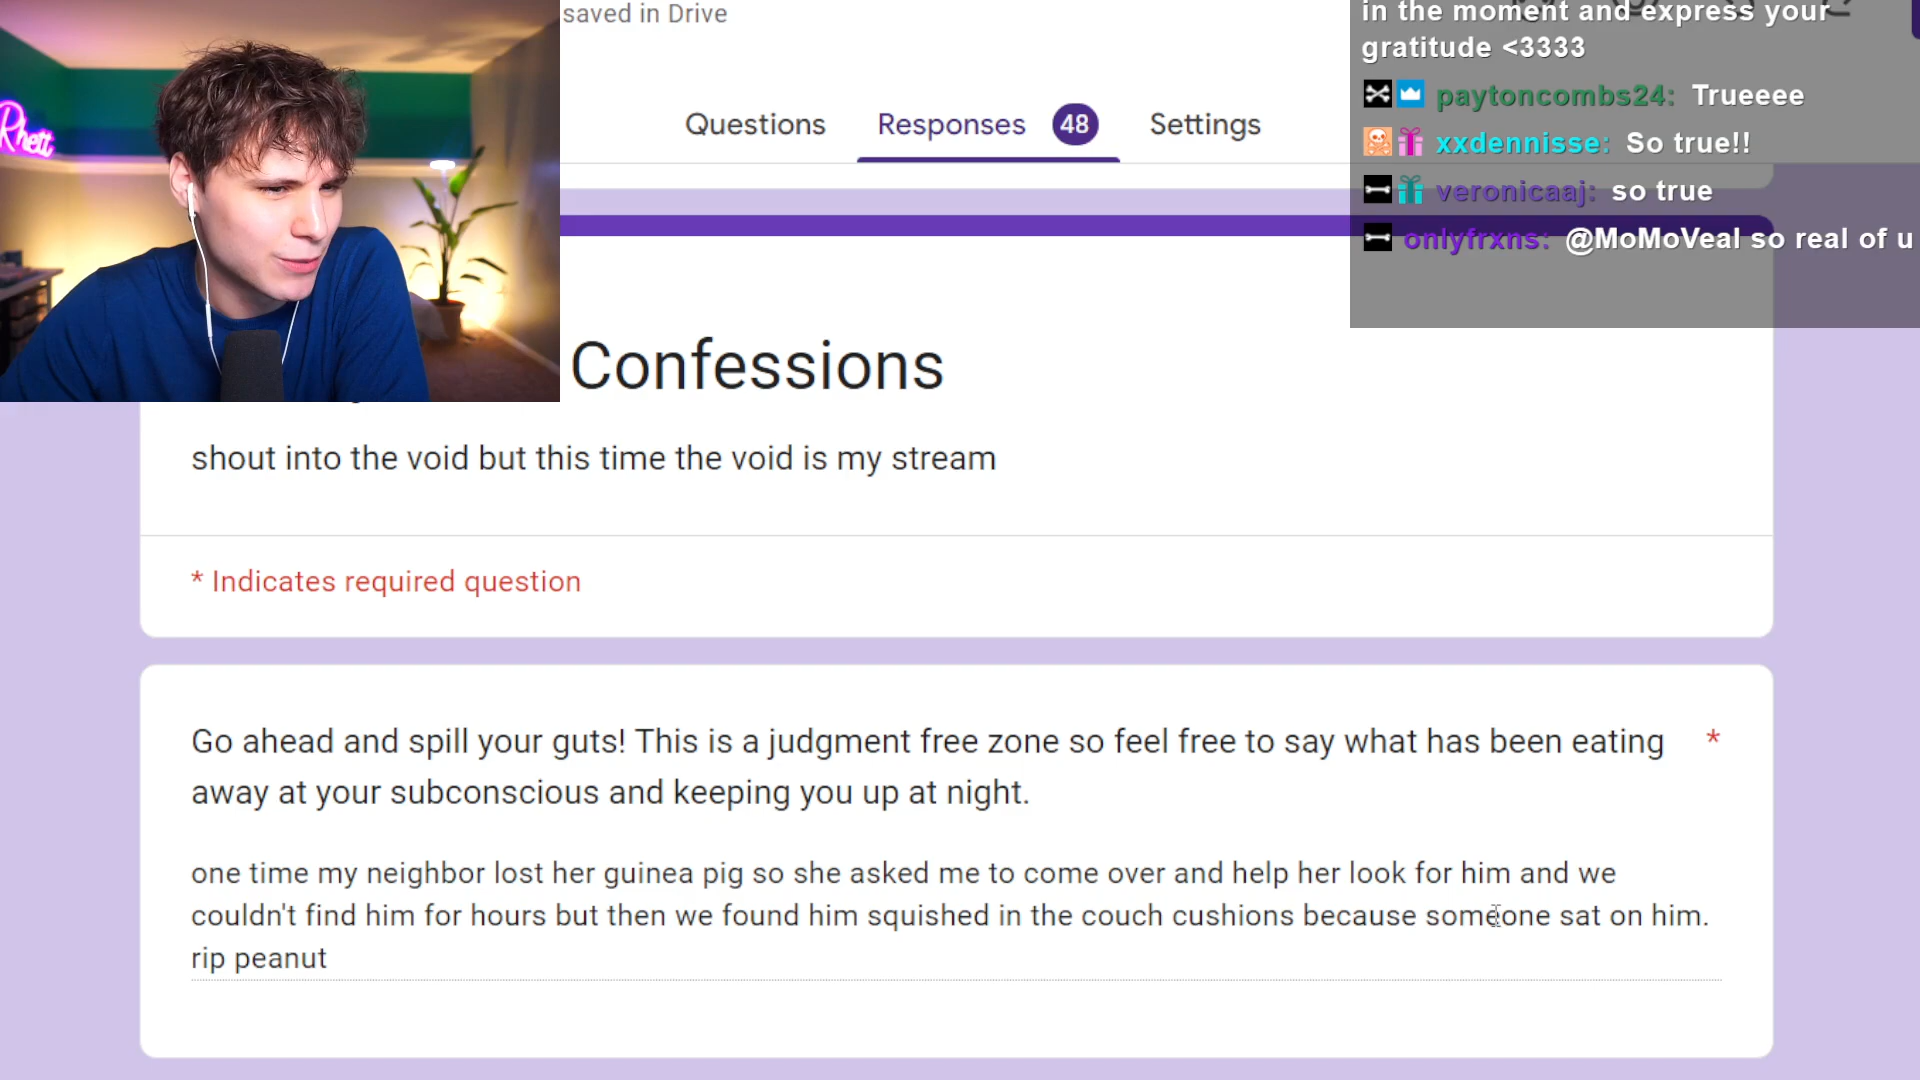 saved in Drive
in the moment and express your
gratitude <3333
Questions Responses 48 Settings
paytoncombs24: Trueeee
Rhett
xxdennisse: So true!!
veronicaaj: so true
onlyfrxns: @MoMoVeal so real of u
Confessions
shout into the void but this time the void is my stream
* Indicates required question
Go ahead and spill your guts! This is a judgment free zone so feel free to say what has been eating *
away at your subconscious and keeping you up at night.
one time my neighbor lost her guinea pig so she asked me to come over and help her look for him and we
couldn't find him for hours but then we found him squished in the couch cushions because someone sat on him.
rip peanut